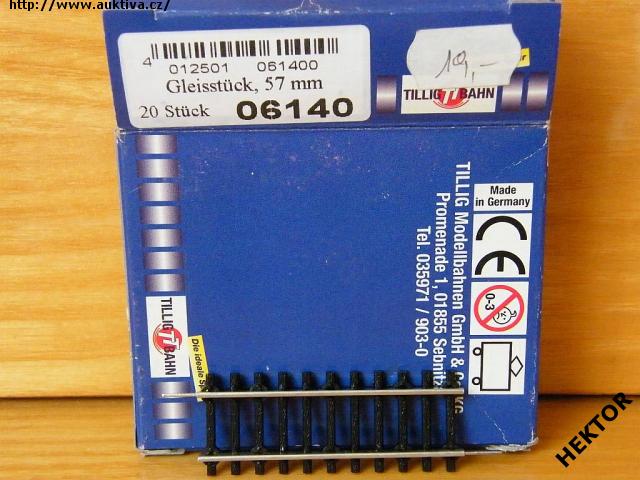 http://www.auktiva.cz/
4 012501 061400
Gleisstück, 57 mm
20 Stück 06140
19,-
TILLIG TT BAHN
TILLIG Modellbahnen GmbH & Co. KG
Promenade 1, 01855 Sebnitz
Tel. 035971 / 903-0
Made
in Germany
CE
0-3
TILLIG TT BAHN
Die ideale
HEKTOR